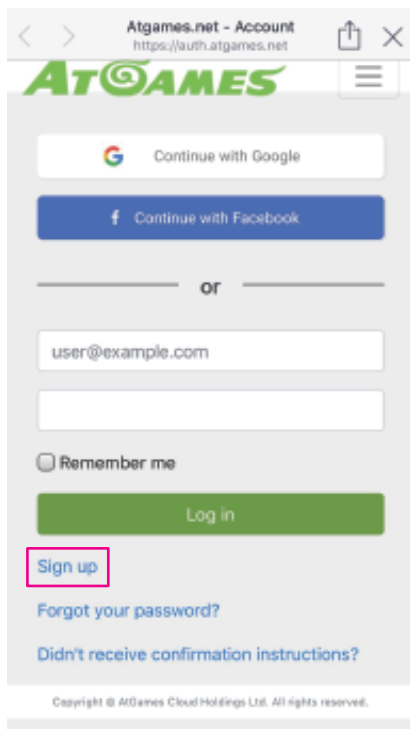 Atgames.net - Account
https://auth.atgames.net
ATGAMES
G Continue with Google
f Continue with Facebook
or
user@example.com
Remember me
Log in
Sign up
Forgot your password?
Didn't receive confirmation instructions?
Copyright © AtGames Cloud Holdings Ltd. All rights reserved.